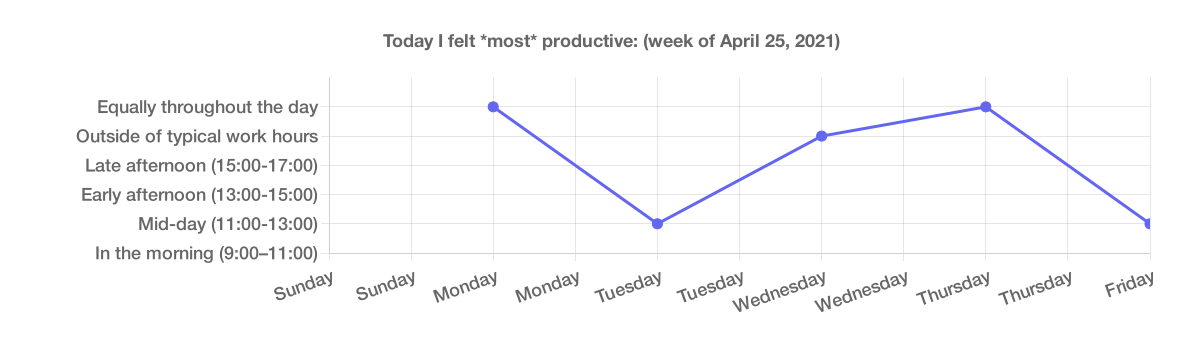 Today I felt *most* productive: (week of April 25, 2021)
Equally throughout the day
Outside of typical work hours
Late afternoon (15:00-17:00)
Early afternoon (13:00-15:00)
Mid-day (11:00-13:00)
In the morning (9:00–11:00)
Sunday
Sunday
Monday
Monday
Tuesday
Tuesday
Wednesday
Wednesday
Thursday
Thursday
Friday